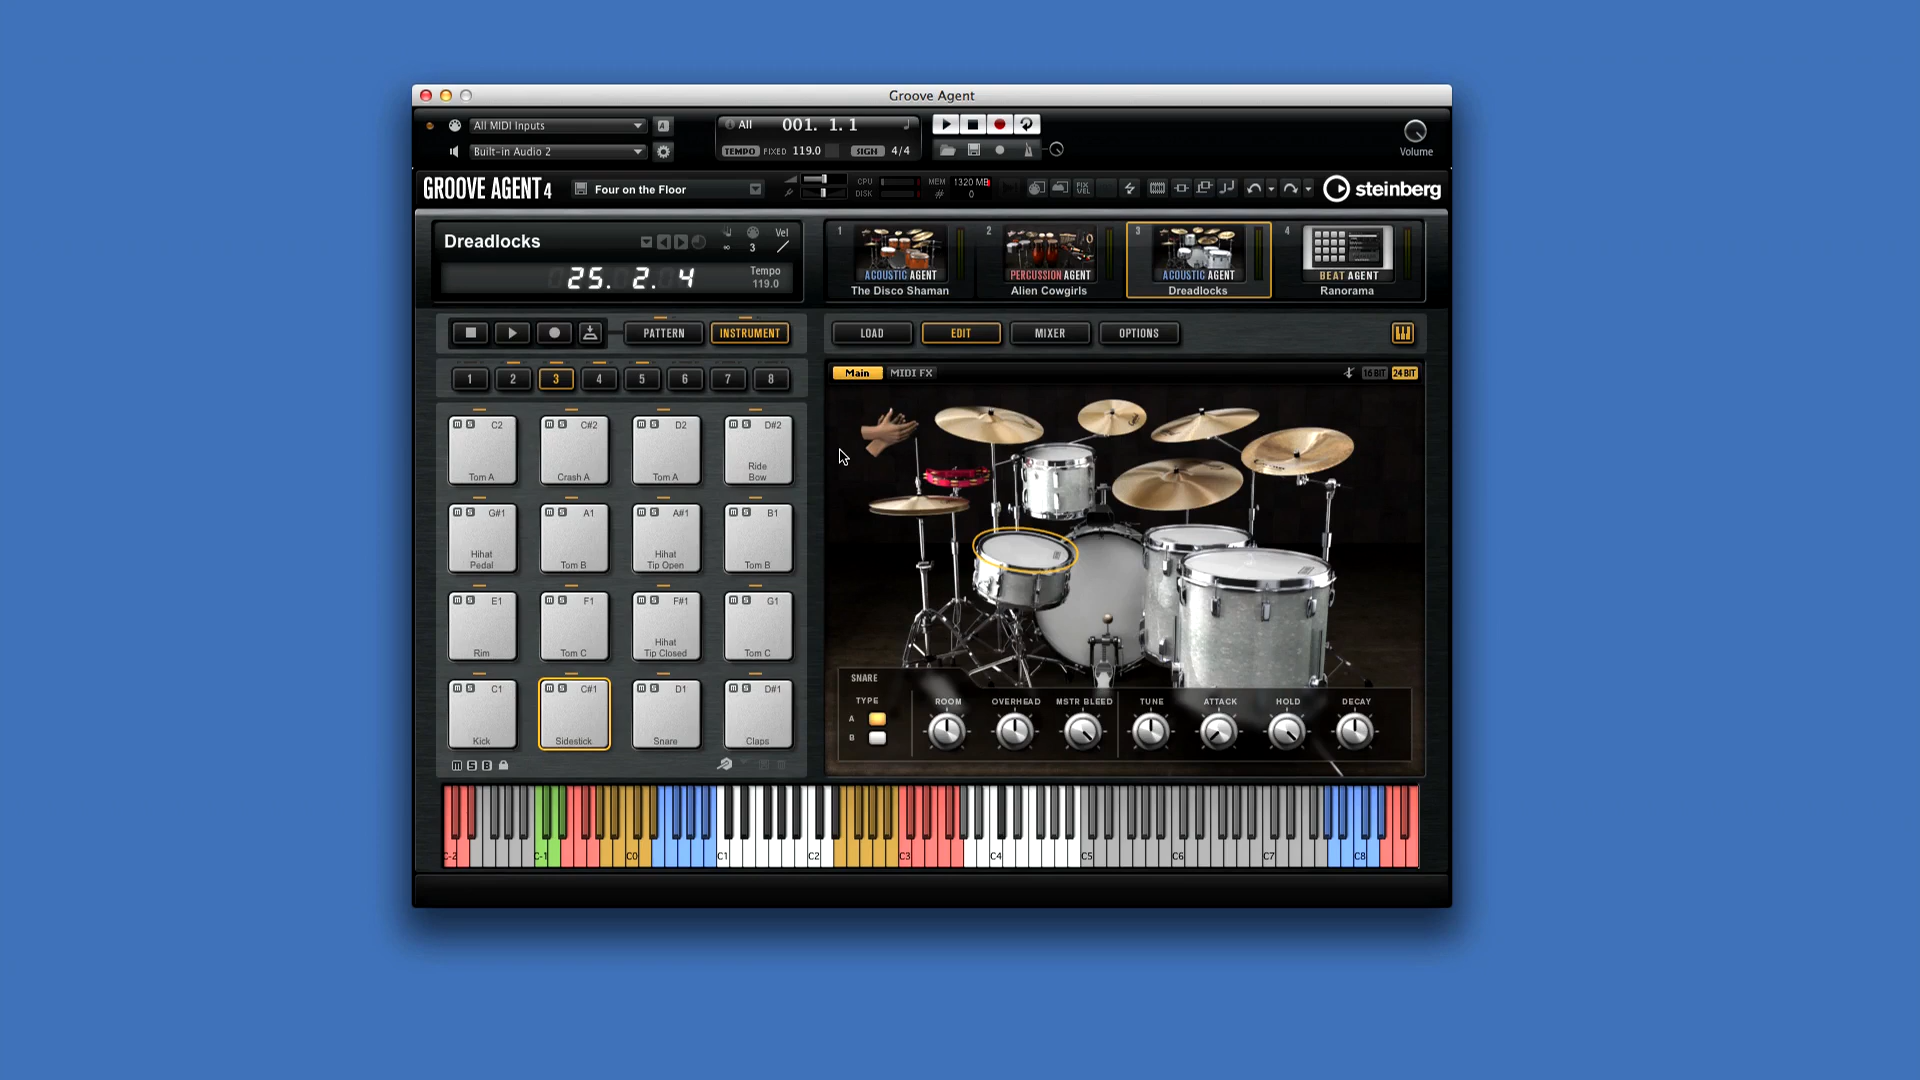 Groove Agent
All MIDI Inputs
A
All 001. 1. 1
Built-in Audio 2
TEMPO FIXED 119.0 SIGN 4/4
Volume
GROOVE AGENT 4
Four on the Floor
CPU
DISK
MEM 1320 MB
# 0
FIX VEL
steinberg
Dreadlocks
∞ 3
Vel
25. 2. 4
Tempo
119.0
1 ACOUSTIC AGENT
The Disco Shaman
2 PERCUSSION AGENT
Alien Cowgirls
3 ACOUSTIC AGENT
Dreadlocks
4 BEAT AGENT
Ranorama
PATTERN INSTRUMENT
LOAD EDIT MIXER OPTIONS
1 2 3 4 5 6 7 8
Main MIDI FX 16 BIT 24 BIT
M S C2 M S C#2 M S D2 M S D#2
Tom A Crash A Tom A Ride Bow
M S G#1 M S A1 M S A#1 M S B1
Hihat Pedal Tom B Hihat Tip Open Tom B
M S E1 M S F1 M S F#1 M S G1
Rim Tom C Hihat Tip Closed Tom C
M S C1 M S C#1 M S D1 M S D#1
Kick Sidestick Snare Claps
M S B
SNARE
TYPE
A
B
ROOM OVERHEAD MSTR BLEED TUNE ATTACK HOLD DECAY
C-2 C-1 C0 C1 C2 C3 C4 C5 C6 C7 C8